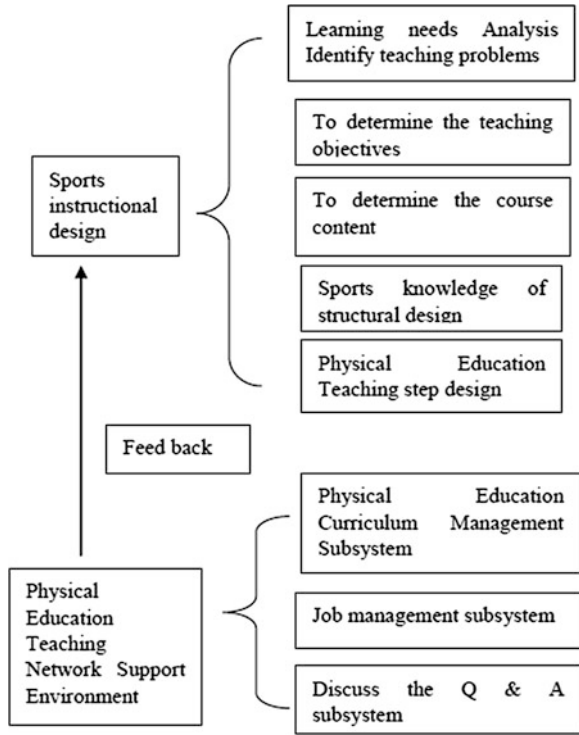 Learning needs Analysis
Identify teaching problems
To determine the teaching
objectives
Sports
instructional
design
To determine the course
content
Sports knowledge of
structural design
Physical Education
Teaching step design
Feed back
Physical Education
Curriculum Management
Subsystem
Physical
Education
Teaching
Network Support
Environment
Job management subsystem
Discuss the Q & A
subsystem